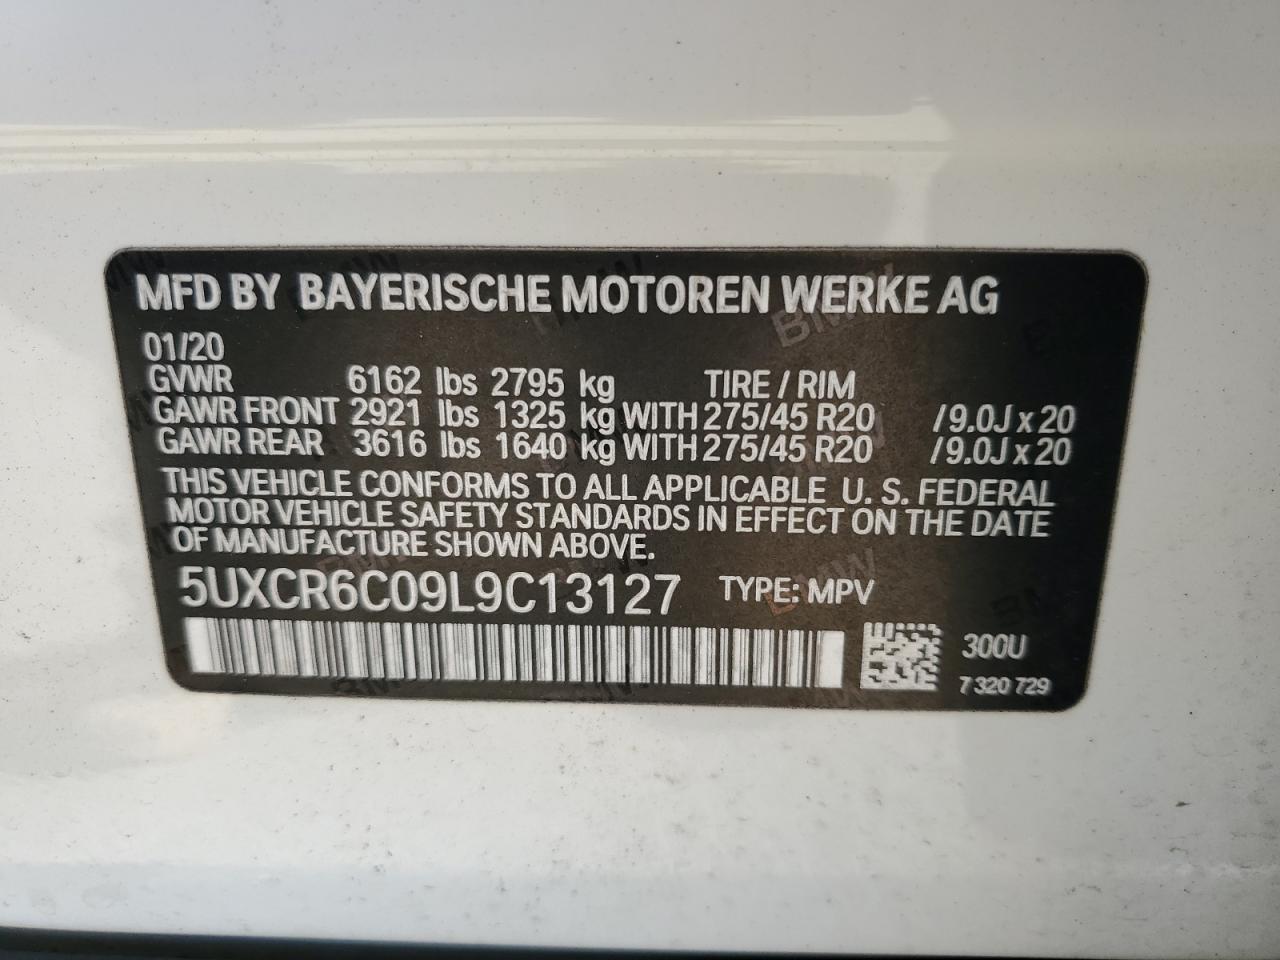 MFD BY BAYERISCHE MOTOREN WERKE AG
01/20
GVWR 6162 lbs 2795 kg TIRE / RIM
GAWR FRONT 2921 lbs 1325 kg WITH 275/45 R20 / 9.0J x 20
GAWR REAR 3616 lbs 1640 kg WITH 275/45 R20 / 9.0J x 20
THIS VEHICLE CONFORMS TO ALL APPLICABLE U. S. FEDERAL
MOTOR VEHICLE SAFETY STANDARDS IN EFFECT ON THE DATE
OF MANUFACTURE SHOWN ABOVE.
5UXCR6C09L9C13127 TYPE: MPV
300U
7 320 729